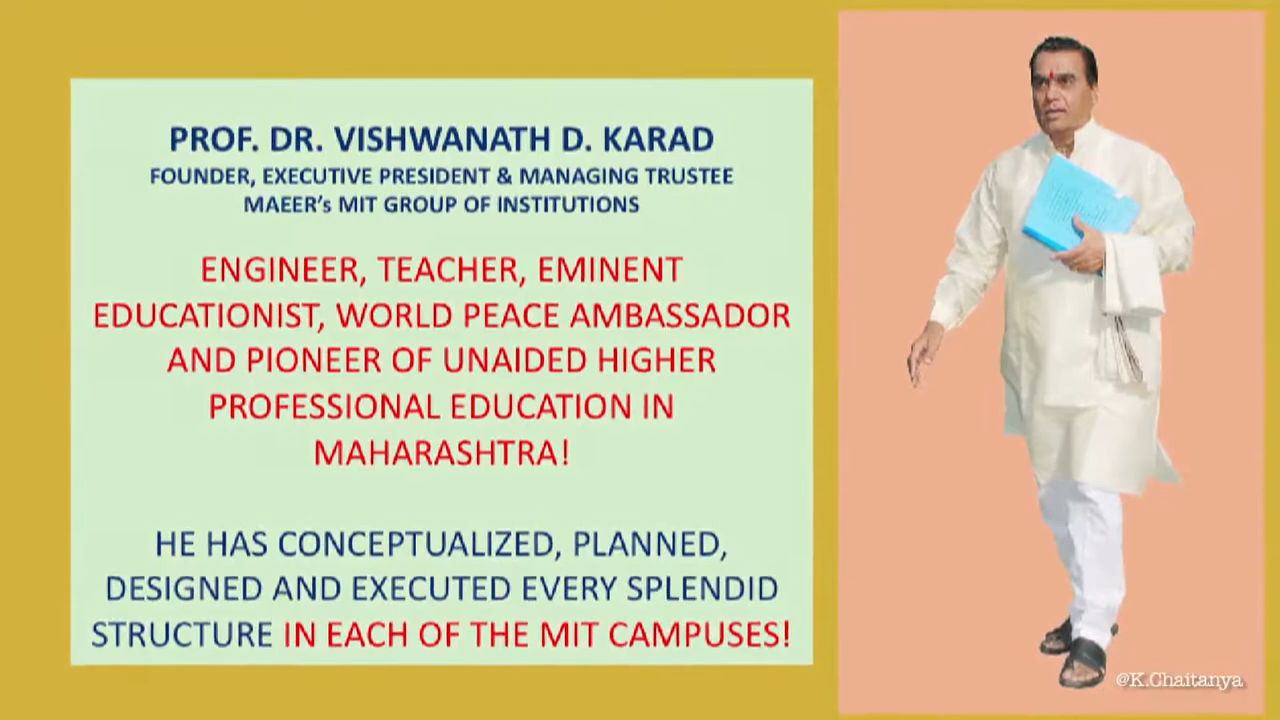 PROF. DR. VISHWANATH D. KARAD
FOUNDER, EXECUTIVE PRESIDENT & MANAGING TRUSTEE
MAEER's MIT GROUP OF INSTITUTIONS
ENGINEER, TEACHER, EMINENT
EDUCATIONIST, WORLD PEACE AMBASSADOR
AND PIONEER OF UNAIDED HIGHER
PROFESSIONAL EDUCATION IN
MAHARASHTRA!
HE HAS CONCEPTUALIZED, PLANNED,
DESIGNED AND EXECUTED EVERY SPLENDID
STRUCTURE IN EACH OF THE MIT CAMPUSES!
@K.Chaitanya